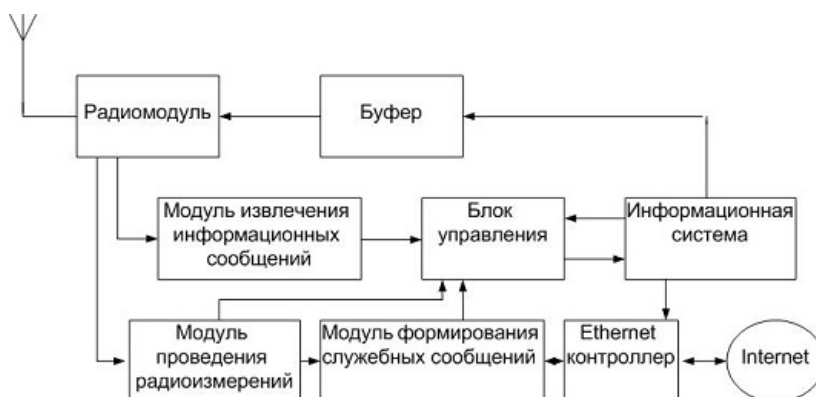 Радиомодуль
Буфер
Модуль извлечения
информационных
сообщений
Блок
управления
Информационная
система
Модуль
проведения
радиоизмерений
Модуль формирования
служебных сообщений
Ethernet
контроллер
Internet